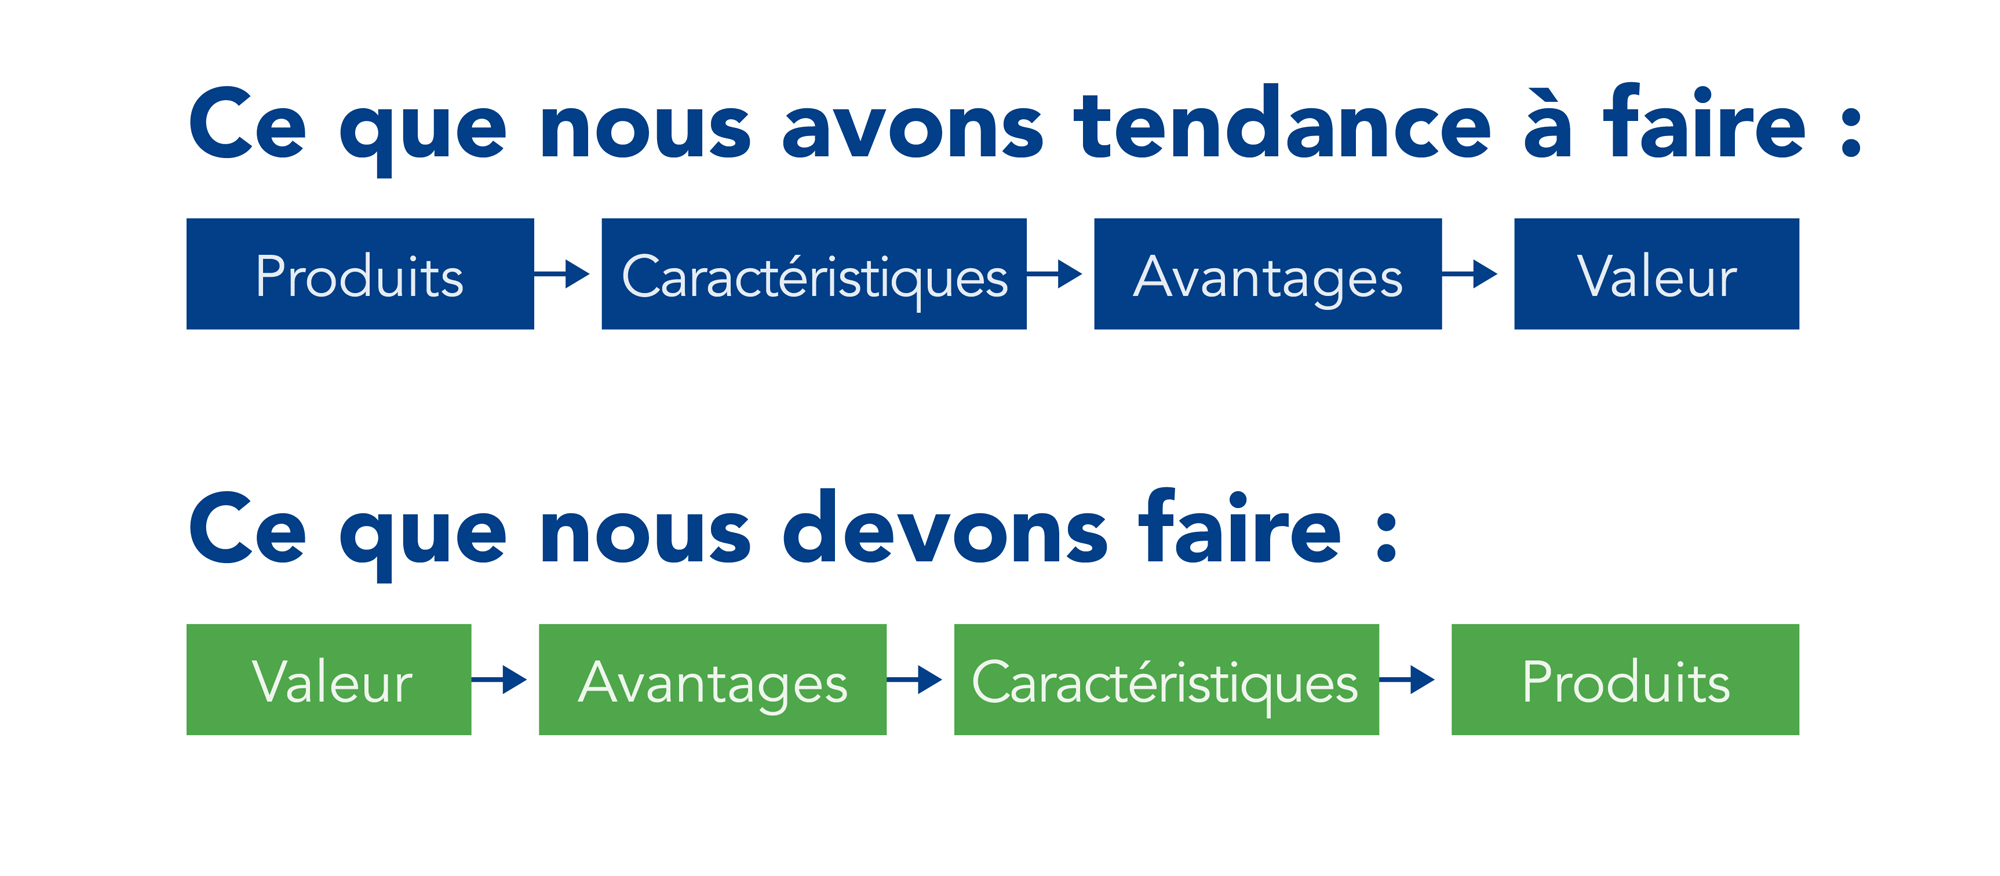 Ce que nous avons tendance à faire :
Produits Caractéristiques Avantages Valeur
Ce que nous devons faire :
Valeur Avantages Caractéristiques Produits